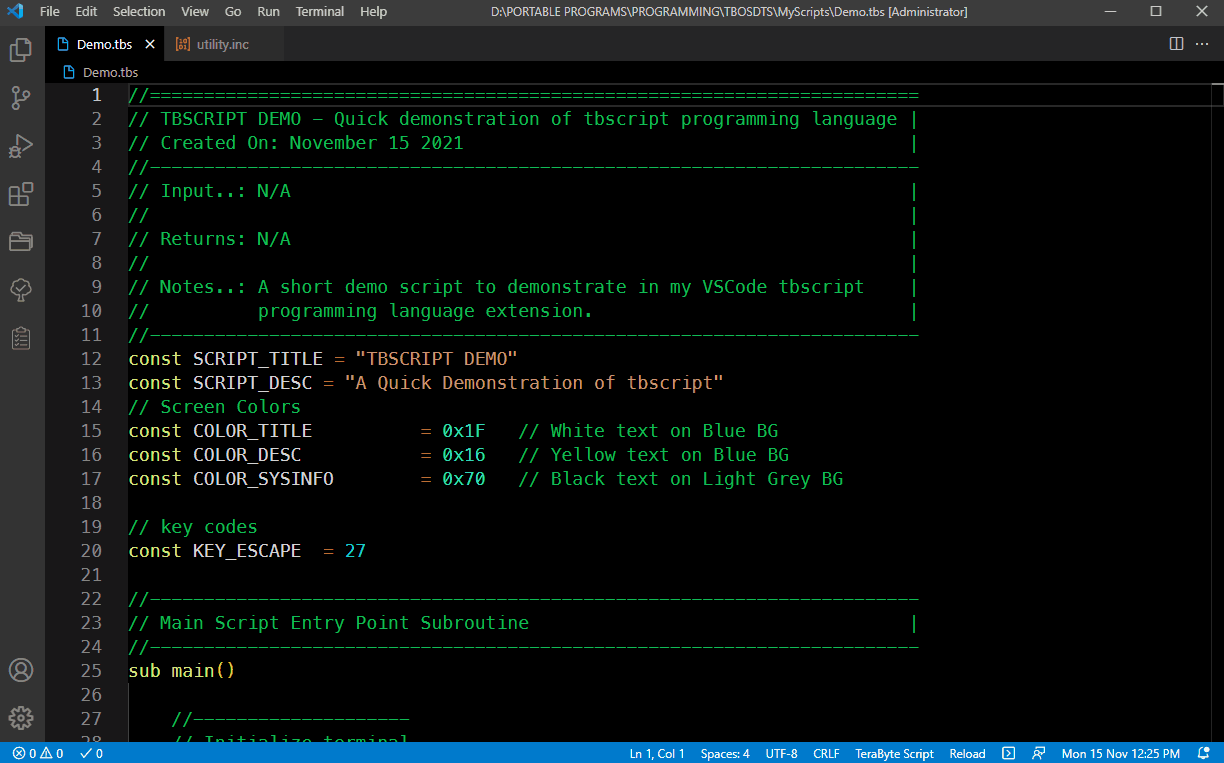 File Edit Selection View Go Run Terminal Help D:\PORTABLE PROGRAMS\PROGRAMMING\TBOSDTS\MyScripts\Demo.tbs [Administrator]
Demo.tbs utility.inc
Demo.tbs
1 //=======================================================================
2 // TBSCRIPT DEMO – Quick demonstration of tbscript programming language |
3 // Created On: November 15 2021 |
4 //-----------------------------------------------------------------------
5 // Input..: N/A |
6 // |
7 // Returns: N/A |
8 // |
9 // Notes..: A short demo script to demonstrate in my VSCode tbscript |
10 // programming language extension. |
11 //-----------------------------------------------------------------------
12 const SCRIPT_TITLE = "TBSCRIPT DEMO"
13 const SCRIPT_DESC = "A Quick Demonstration of tbscript"
14 // Screen Colors
15 const COLOR_TITLE = 0x1F // White text on Blue BG
16 const COLOR_DESC = 0x16 // Yellow text on Blue BG
17 const COLOR_SYSINFO = 0x70 // Black text on Light Grey BG
18
19 // key codes
20 const KEY_ESCAPE = 27
21
22 //-----------------------------------------------------------------------
23 // Main Script Entry Point Subroutine |
24 //-----------------------------------------------------------------------
25 sub main()
26
27 //--------------------
28 // Initialize terminal
0 0 0 Ln 1, Col 1 Spaces: 4 UTF-8 CRLF TeraByte Script Reload Mon 15 Nov 12:25 PM